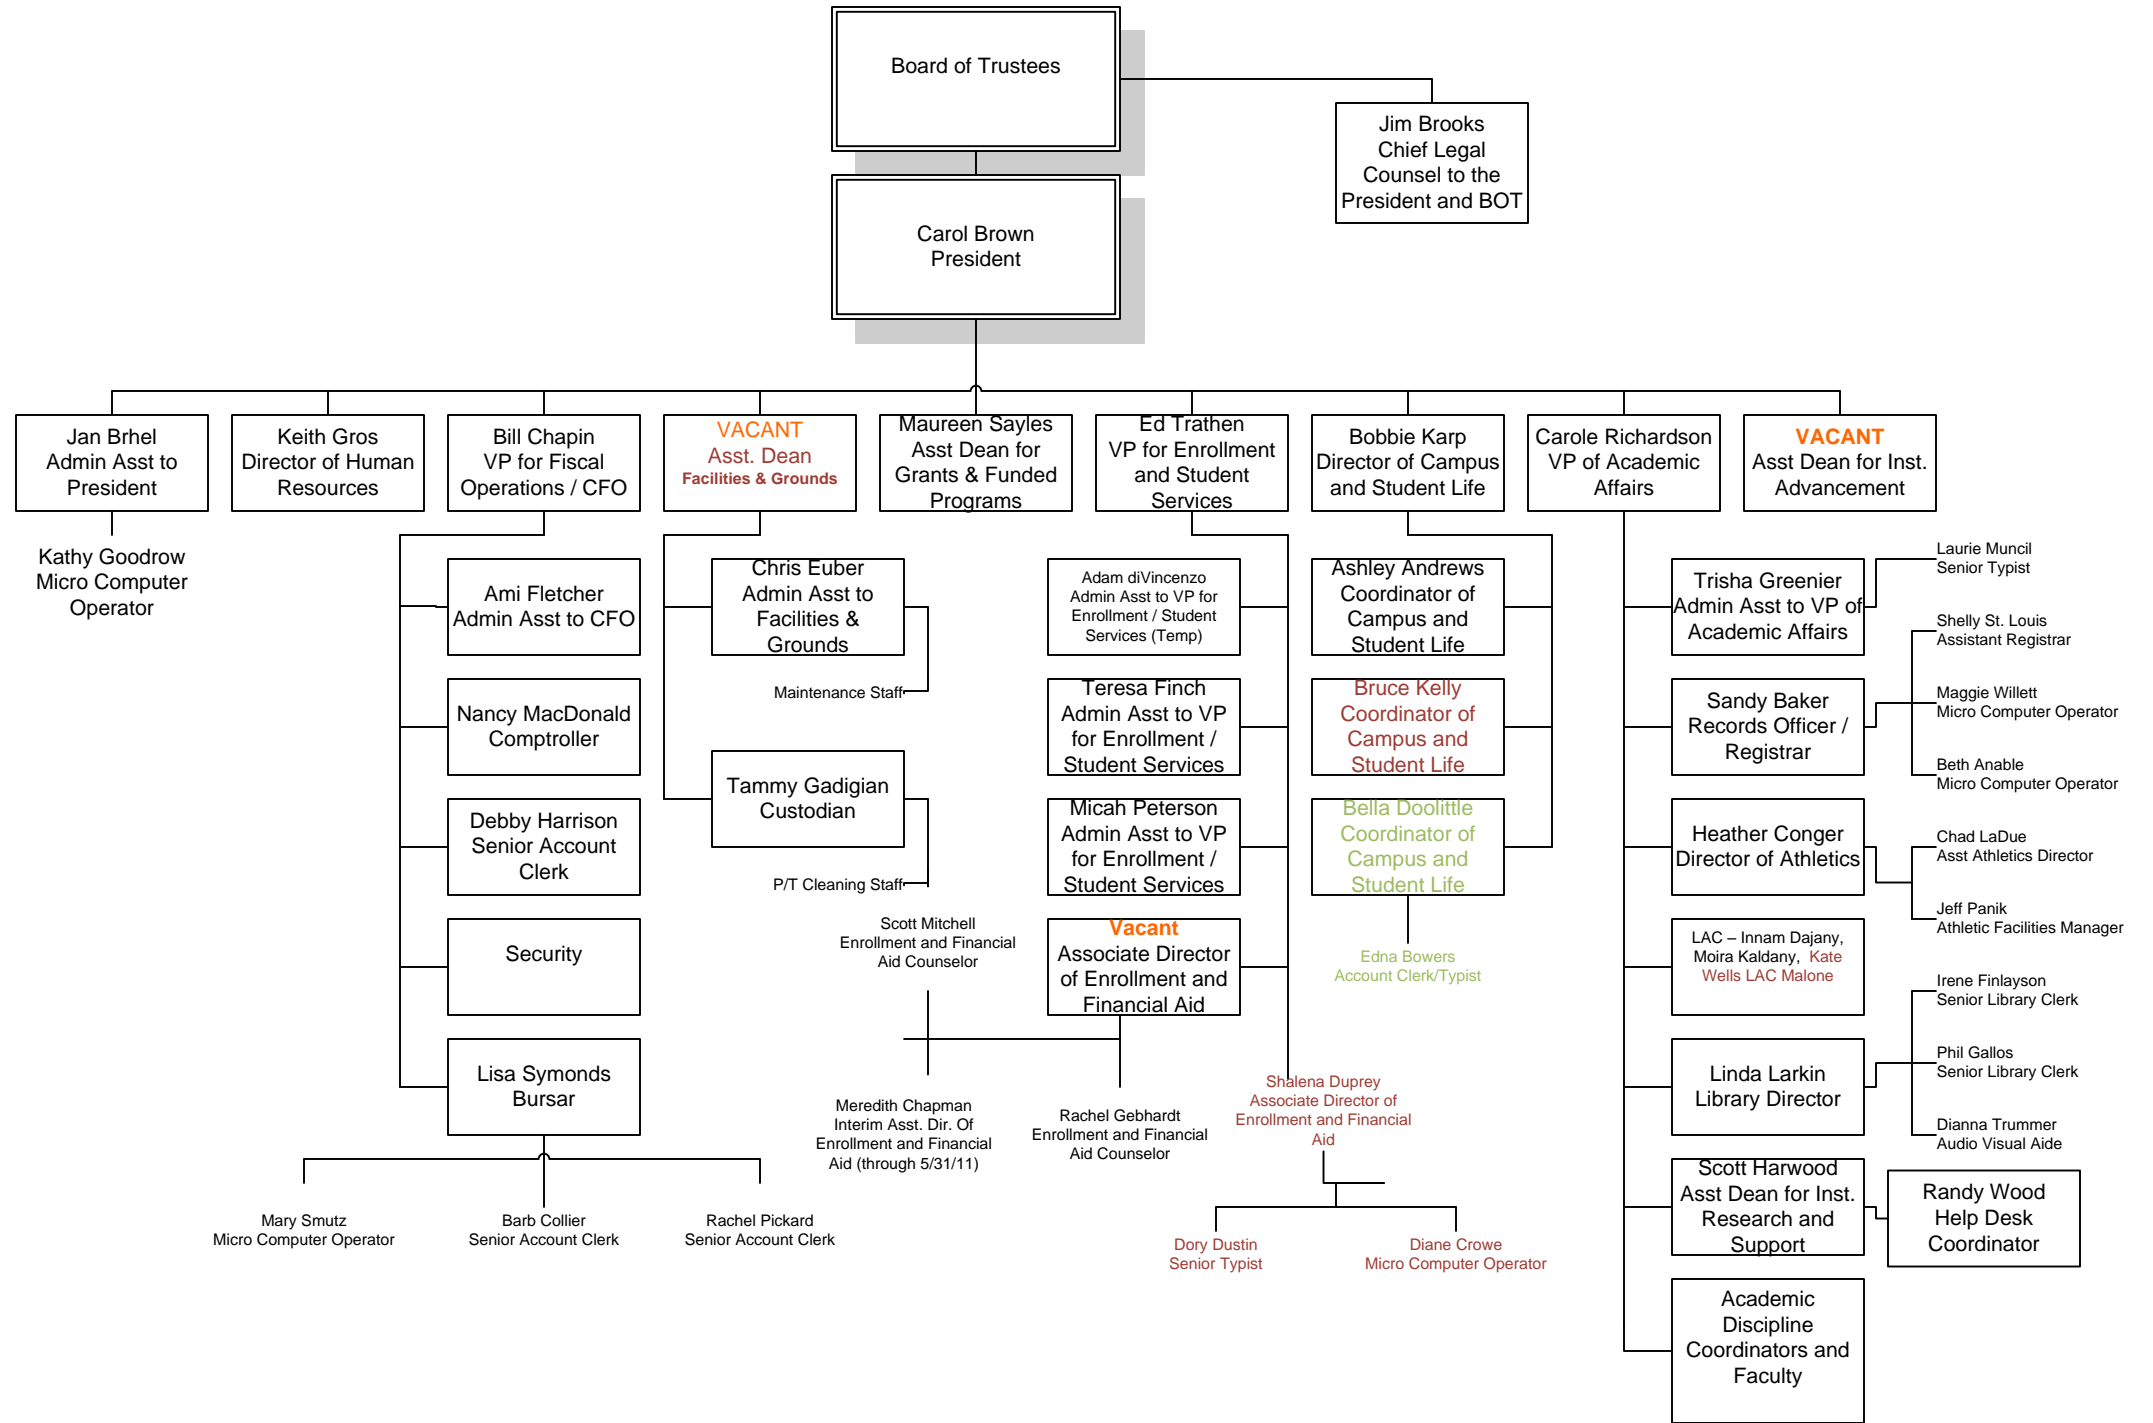 Board of Trustees
Jim Brooks
Chief Legal
Counsel to the
President and BOT
Carol Brown
President
Jan Brhel
Admin Asst to
President
Keith Gros
Director of Human
Resources
Bill Chapin
VP for Fiscal
Operations / CFO
VACANT
Asst. Dean
Facilities & Grounds
Maureen Sayles
Asst Dean for
Grants & Funded
Programs
Ed Trathen
VP for Enrollment
and Student
Services
Bobbie Karp
Director of Campus
and Student Life
Carole Richardson
VP of Academic
Affairs
VACANT
Asst Dean for Inst.
Advancement
Kathy Goodrow
Micro Computer
Operator
Ami Fletcher
Admin Asst to CFO
Nancy MacDonald
Comptroller
Debby Harrison
Senior Account
Clerk
Security
Lisa Symonds
Bursar
Mary Smutz
Micro Computer Operator
Barb Collier
Senior Account Clerk
Rachel Pickard
Senior Account Clerk
Chris Euber
Admin Asst to
Facilities &
Grounds
Maintenance Staff
Tammy Gadigian
Custodian
P/T Cleaning Staff
Adam diVincenzo
Admin Asst to VP for
Enrollment / Student
Services (Temp)
Teresa Finch
Admin Asst to VP
for Enrollment /
Student Services
Micah Peterson
Admin Asst to VP
for Enrollment /
Student Services
Vacant
Associate Director
of Enrollment and
Financial Aid
Scott Mitchell
Enrollment and Financial
Aid Counselor
Meredith Chapman
Interim Asst. Dir. Of
Enrollment and Financial
Aid (through 5/31/11)
Rachel Gebhardt
Enrollment and Financial
Aid Counselor
Shalena Duprey
Associate Director of
Enrollment and Financial
Aid
Dory Dustin
Senior Typist
Diane Crowe
Micro Computer Operator
Ashley Andrews
Coordinator of
Campus and
Student Life
Bruce Kelly
Coordinator of
Campus and
Student Life
Bella Doolittle
Coordinator of
Campus and
Student Life
Edna Bowers
Account Clerk/Typist
Trisha Greenier
Admin Asst to VP of
Academic Affairs
Laurie Muncil
Senior Typist
Sandy Baker
Records Officer /
Registrar
Shelly St. Louis
Assistant Registrar
Maggie Willett
Micro Computer Operator
Beth Anable
Micro Computer Operator
Heather Conger
Director of Athletics
Chad LaDue
Asst Athletics Director
Jeff Panik
Athletic Facilities Manager
LAC – Innam Dajany,
Moira Kaldany, Kate
Wells LAC Malone
Linda Larkin
Library Director
Irene Finlayson
Senior Library Clerk
Phil Gallos
Senior Library Clerk
Dianna Trummer
Audio Visual Aide
Scott Harwood
Asst Dean for Inst.
Research and
Support
Randy Wood
Help Desk
Coordinator
Academic
Discipline
Coordinators and
Faculty